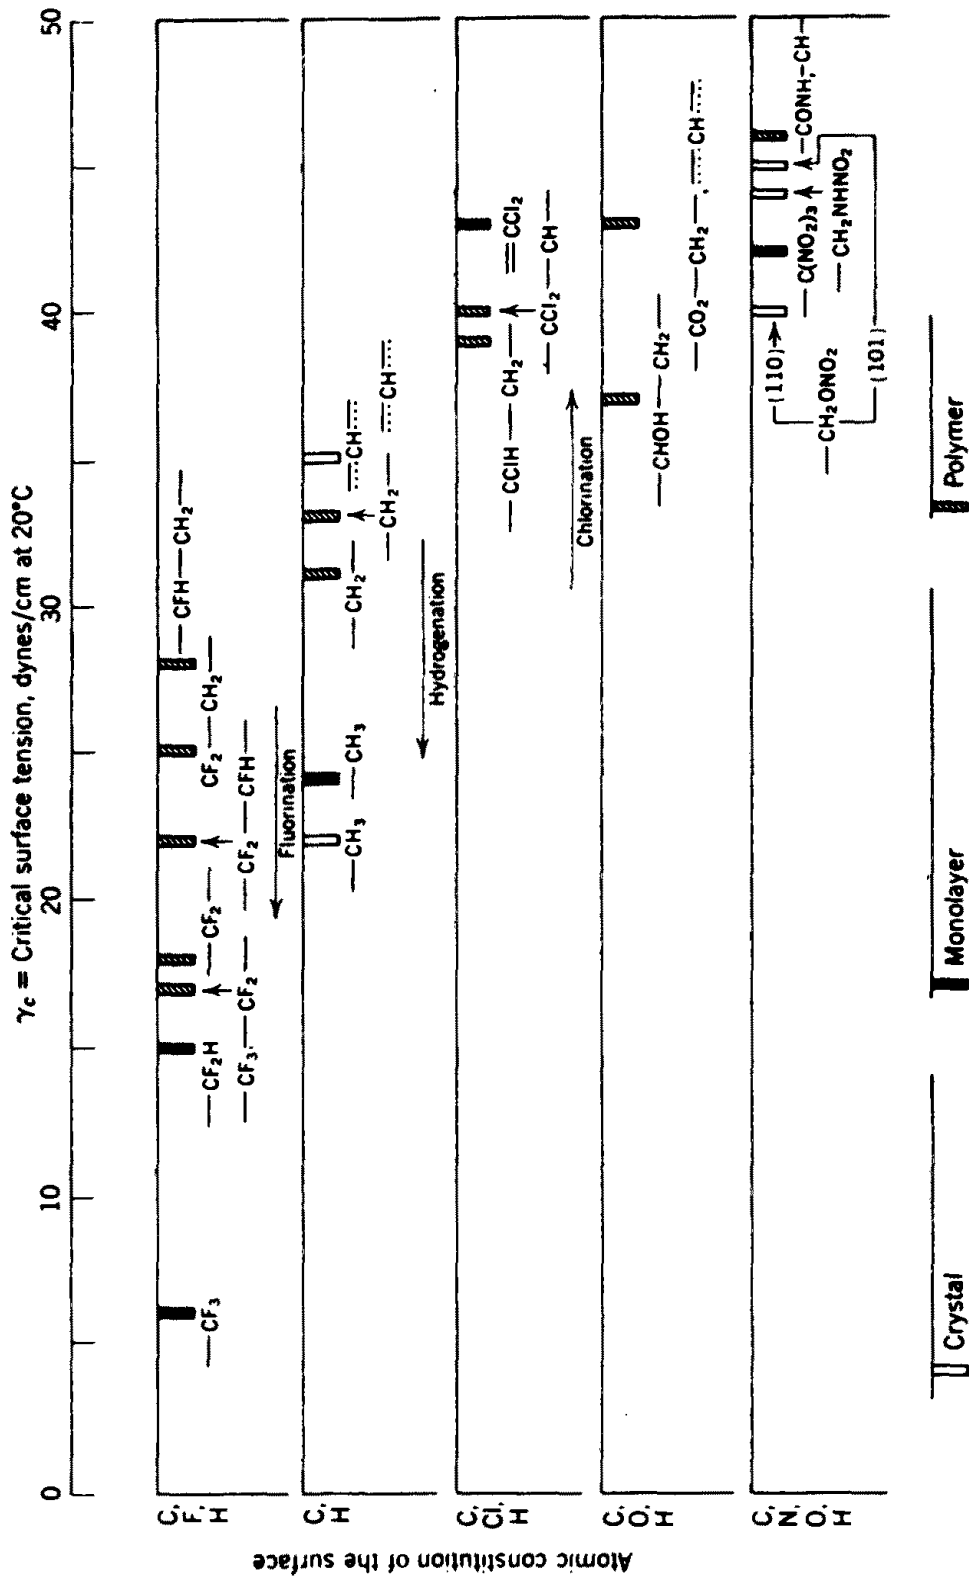 γc = Critical surface tension, dynes/cm at 20°C
0 10 20 30 40 50
Atomic constitution of the surface
C, F, H
—CF3
—CF2H
—CF3, —CF2—
—CF2—
—CF2—CFH—
CF2—CH2—
—CFH—CH2—
Fluorination
C, H
—CH3
—CH3
—CH2—
—CH2—, CH
CH
Hydrogenation
C, Cl, H
—CClH—CH2—
—CCl2—CH—
=CCl2
Chlorination
C, O, H
—CHOH—CH2—
—CO2—CH2—, CH
C, N, O, H
—CH2ONO2
(110)
(101)
—C(NO2)3
—CH2NHNO2
—CONH, —CH—
Crystal
Monolayer
Polymer